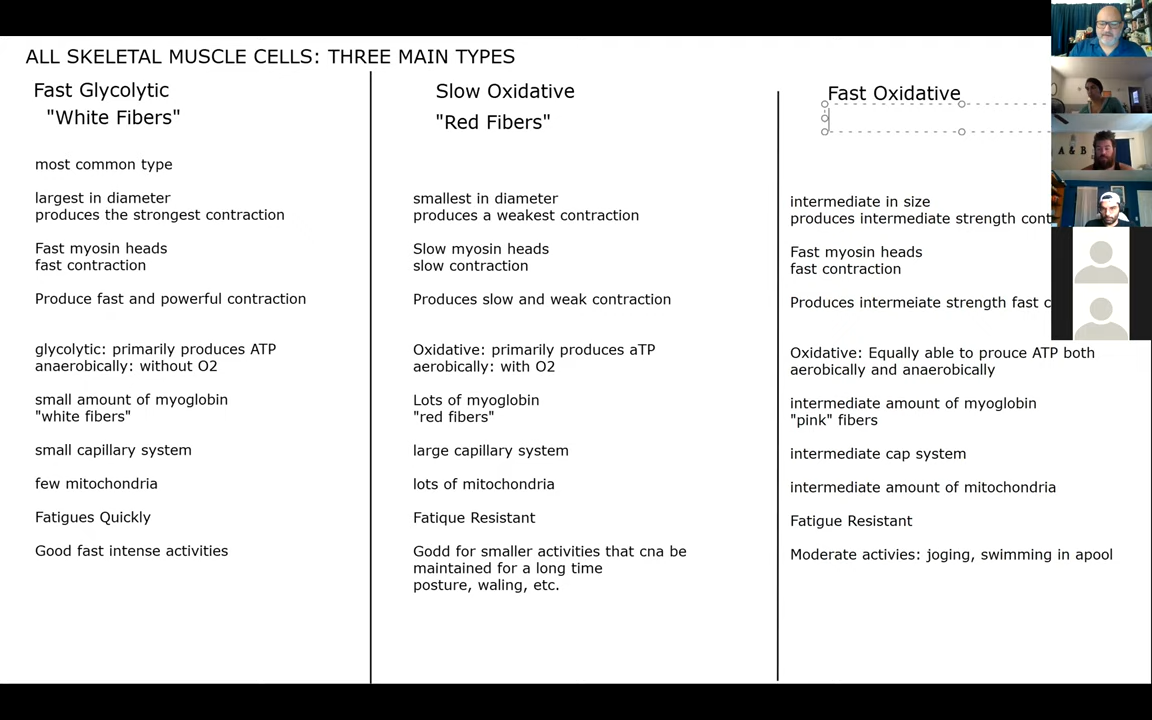 ALL SKELETAL MUSCLE CELLS: THREE MAIN TYPES
Fast Glycolytic
"White Fibers"
most common type
largest in diameter
produces the strongest contraction
Fast myosin heads
fast contraction
Produce fast and powerful contraction
glycolytic: primarily produces ATP
anaerobically: without O2
small amount of myoglobin
"white fibers"
small capillary system
few mitochondria
Fatigues Quickly
Good fast intense activities
Slow Oxidative
"Red Fibers"
smallest in diameter
produces a weakest contraction
Slow myosin heads
slow contraction
Produces slow and weak contraction
Oxidative: primarily produces aTP
aerobically: with O2
Lots of myoglobin
"red fibers"
large capillary system
lots of mitochondria
Fatique Resistant
Godd for smaller activities that cna be
maintained for a long time
posture, waling, etc.
Fast Oxidative
intermediate in size
produces intermediate strength
Fast myosin heads
fast contraction
Produces intermeiate strength fast
Oxidative: Equally able to prouce ATP both
aerobically and anaerobically
intermediate amount of myoglobin
"pink" fibers
intermediate cap system
intermediate amount of mitochondria
Fatigue Resistant
Moderate activies: joging, swimming in apool
A & B